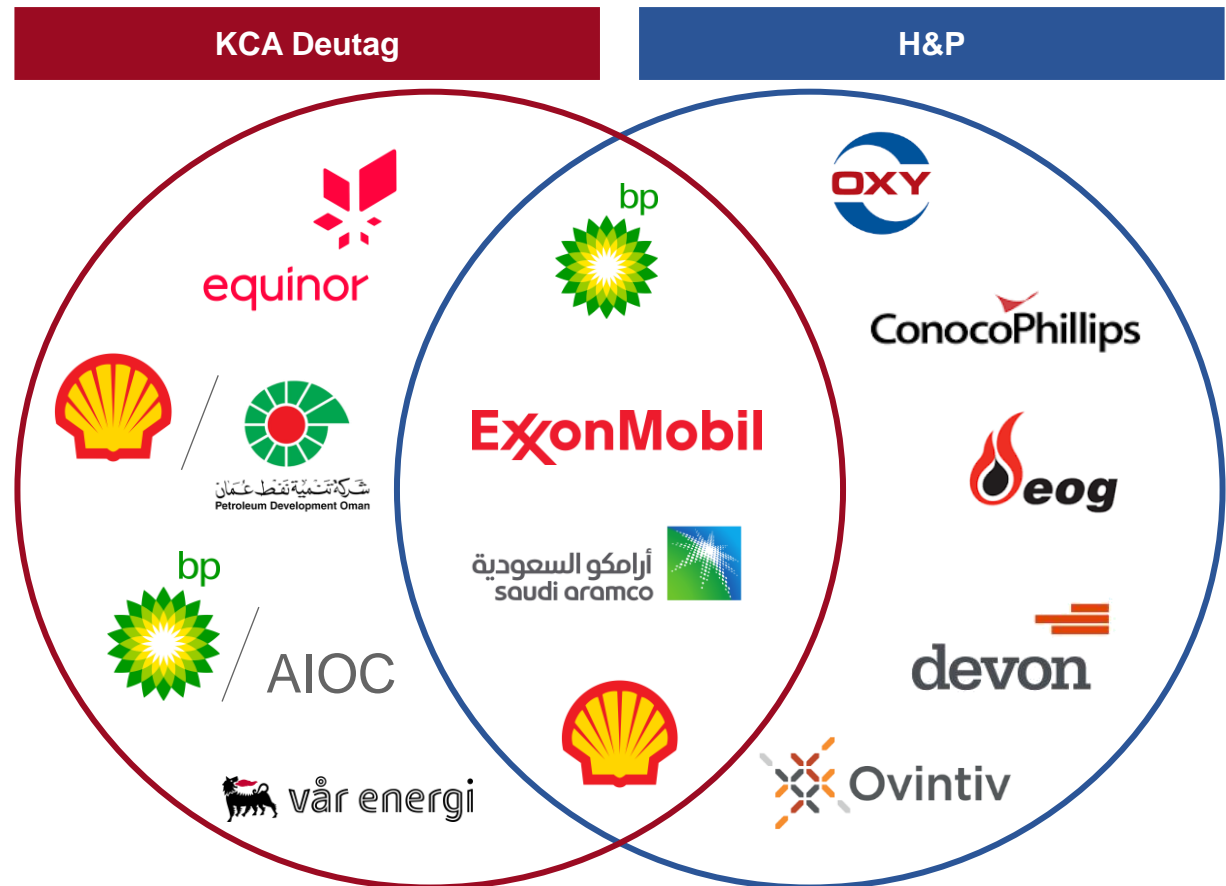 KCA Deutag
H&P
equinor
شركة تنمية نفط عُمان
Petroleum Development Oman
bp
AIOC
vår energi
bp
ExxonMobil
أرامكو السعودية
saudi aramco
OXY
ConocoPhillips
eog
devon
Ovintiv